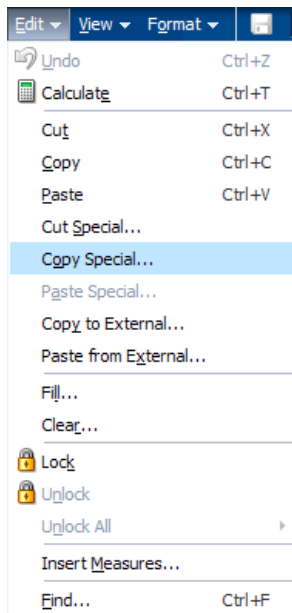 Edit View Format
Undo Ctrl+Z
Calculate Ctrl+T
Cut Ctrl+X
Copy Ctrl+C
Paste Ctrl+V
Cut Special...
Copy Special...
Paste Special...
Copy to External...
Paste from External...
Fill...
Clear...
Lock
Unlock
Unlock All
Insert Measures...
Find... Ctrl+F